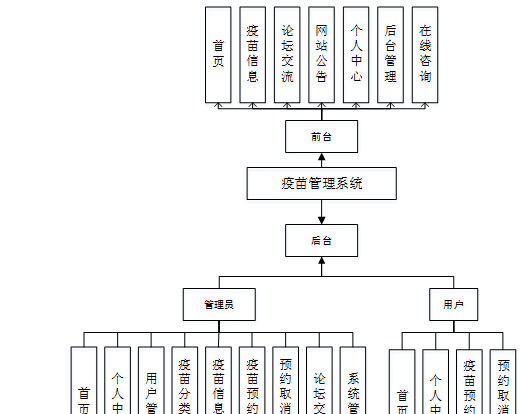 首页
疫苗信息
论坛交流
网站公告
个人中心
后台管理
在线咨询
前台
疫苗管理系统
后台
管理员
用户
首页
个人中
用户管
疫苗分类
疫苗信息
疫苗预约
预约取消
论坛交
系统管
首页
个人中
疫苗预约
预约取消